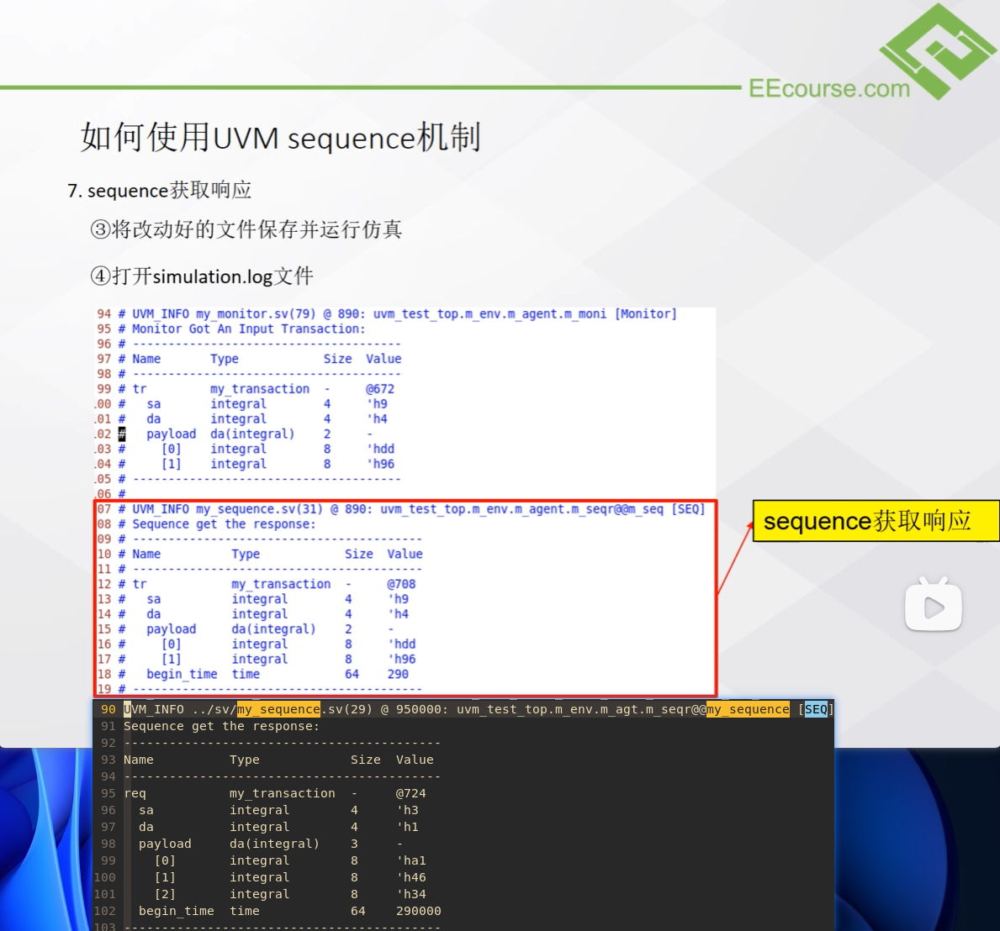 EEcourse.com
如何使用UVM sequence机制
7. sequence获取响应
③将改动好的文件保存并运行仿真
④打开simulation.log文件
94 # UVM_INFO my_monitor.sv(79) @ 890: uvm_test_top.m_env.m_agent.m_moni [Monitor]
95 # Monitor Got An Input Transaction:
96 # --------------------------------------
97 # Name       Type            Size  Value
98 # --------------------------------------
99 # tr         my_transaction  -     @672
.00 #   sa       integral        4     'h9
.01 #   da       integral        4     'h4
.02 #   payload  da(integral)    2     -
.03 #     [0]    integral        8     'hdd
.04 #     [1]    integral        8     'h96
.05 # --------------------------------------
.06 #
07 # UVM_INFO my_sequence.sv(31) @ 890: uvm_test_top.m_env.m_agent.m_seqr@@m_seq [SEQ]
08 # Sequence get the response:
09 # -----------------------------------------
10 # Name          Type            Size  Value
11 # -----------------------------------------
12 # tr            my_transaction  -     @708
13 #   sa          integral        4     'h9
14 #   da          integral        4     'h4
15 #   payload     da(integral)    2     -
16 #     [0]       integral        8     'hdd
17 #     [1]       integral        8     'h96
18 #   begin_time  time            64    290
19 # -----------------------------------------
sequence获取响应
90 UVM_INFO ../sv/my_sequence.sv(29) @ 950000: uvm_test_top.m_env.m_agt.m_seqr@@my_sequence [SEQ]
91 Sequence get the response:
92 ------------------------------------------
93 Name          Type            Size  Value
94 ------------------------------------------
95 req           my_transaction  -     @724
96   sa          integral        4     'h3
97   da          integral        4     'h1
98   payload     da(integral)    3     -
99     [0]       integral        8     'ha1
100     [1]       integral        8     'h46
101     [2]       integral        8     'h34
102   begin_time  time            64    290000
103 ------------------------------------------